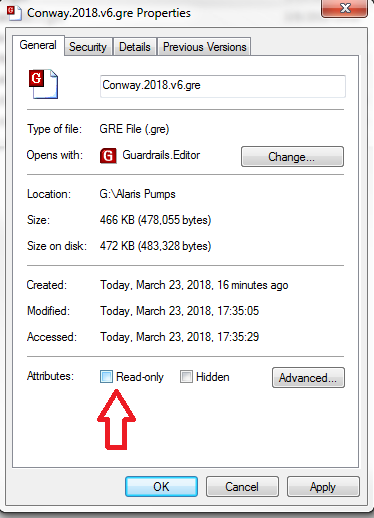 Conway.2018.v6.gre Properties
General Security Details Previous Versions
G
Conway.2018.v6.gre
Type of file: GRE File (.gre)
Opens with: G Guardrails.Editor Change...
Location: G:\Alaris Pumps
Size: 466 KB (478,055 bytes)
Size on disk: 472 KB (483,328 bytes)
Created: Today, March 23, 2018, 16 minutes ago
Modified: Today, March 23, 2018, 17:35:05
Accessed: Today, March 23, 2018, 17:35:29
Attributes: Read-only Hidden Advanced...
OK Cancel Apply